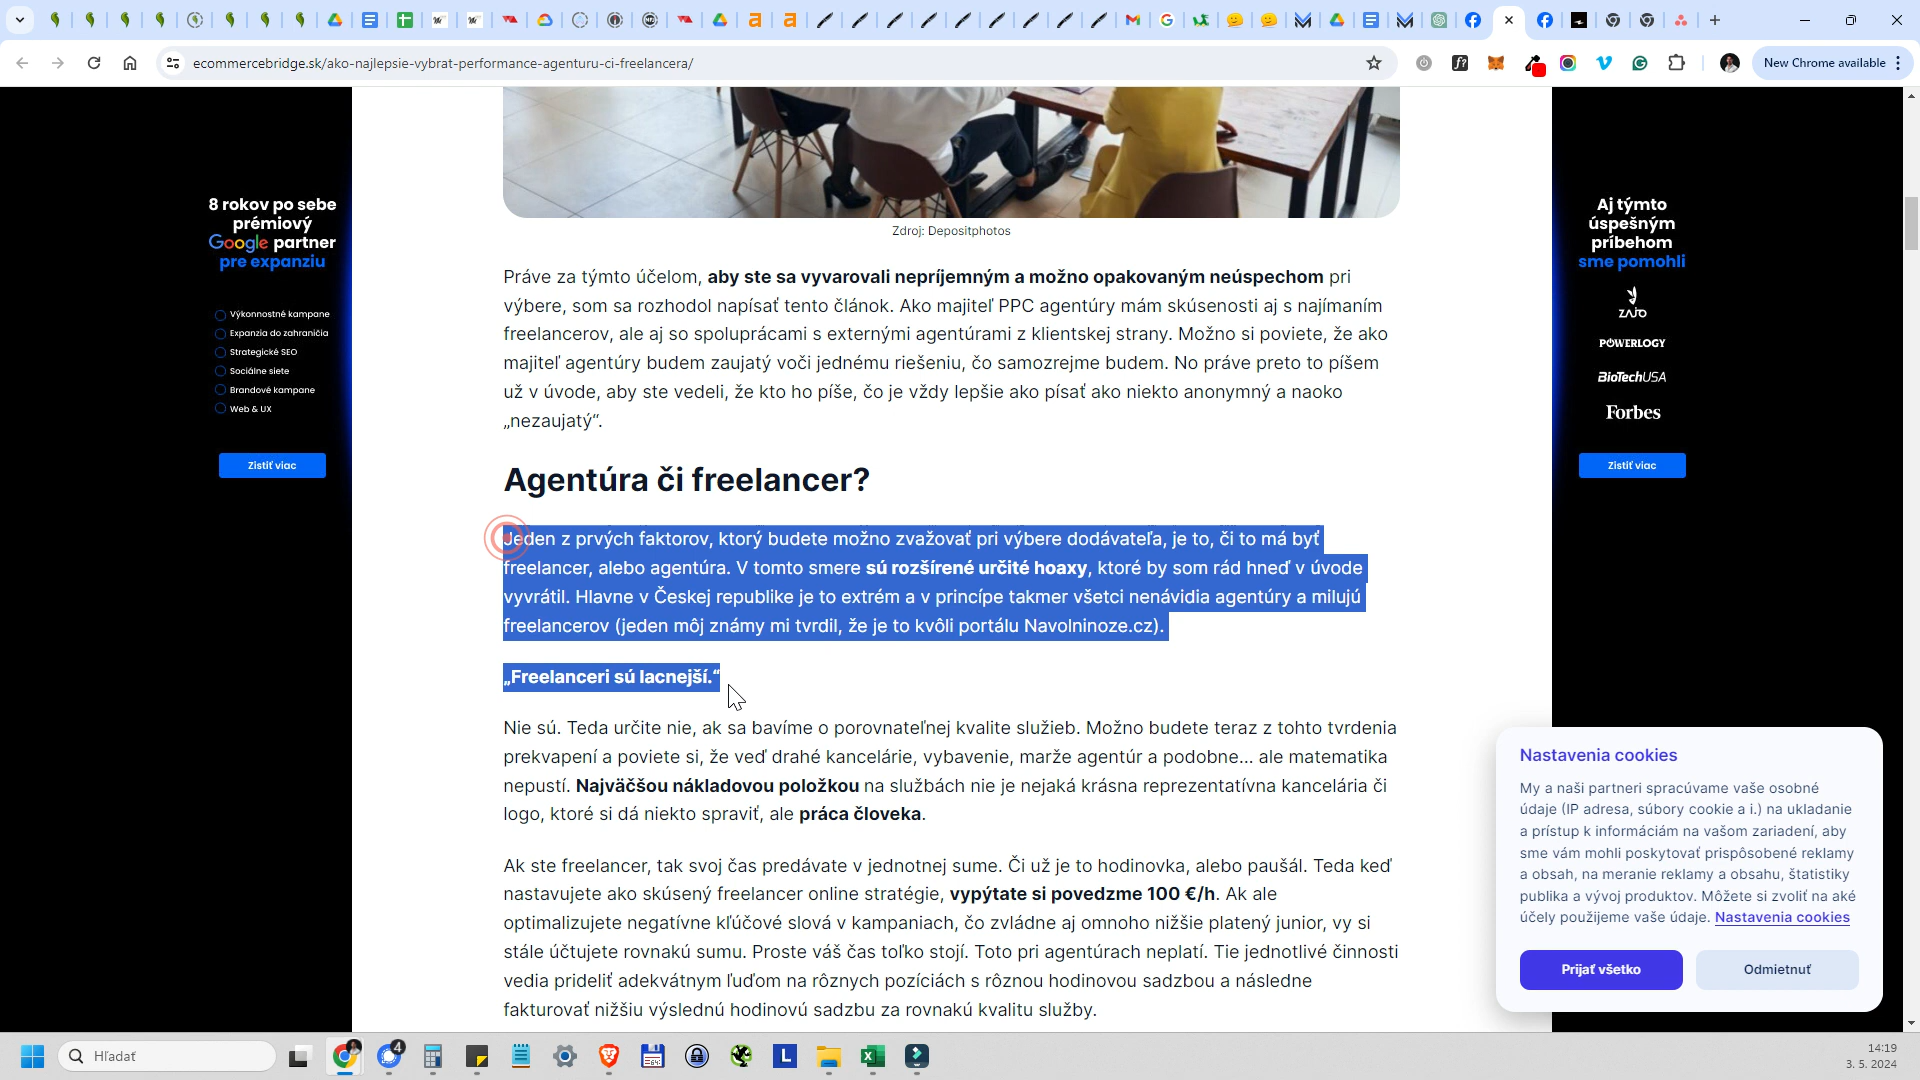 ecommercebridge.sk/ako-najlepsie-vybrat-performance-agenturu-ci-freelancera/
New Chrome available
8 rokov po sebe
prémiový
Google partner
pre expanziu
Výkonnostné kampane
Expanzia do zahraničia
Strategické SEO
Sociálne siete
Brandové kampane
Web & UX
Zistiť viac
Zdroj: Depositphotos
Práve za týmto účelom, aby ste sa vyvarovali nepríjemným a možno opakovaným neúspechom pri
výbere, som sa rozhodol napísať tento článok. Ako majiteľ PPC agentúry mám skúsenosti aj s najímaním
freelancerov, ale aj so spoluprácami s externými agentúrami z klientskej strany. Možno si poviete, že ako
majiteľ agentúry budem zaujatý voči jednému riešeniu, čo samozrejme budem. No práve preto to píšem
už v úvode, aby ste vedeli, že kto ho píše, čo je vždy lepšie ako písať ako niekto anonymný a naoko
„nezaujatý“.
Agentúra či freelancer?
Jeden z prvých faktorov, ktorý budete možno zvažovať pri výbere dodávateľa, je to, či to má byť
freelancer, alebo agentúra. V tomto smere sú rozšírené určité hoaxy, ktoré by som rád hneď v úvode
vyvrátil. Hlavne v Českej republike je to extrém a v princípe takmer všetci nenávidia agentúry a milujú
freelancerov (jeden môj známy mi tvrdil, že je to kvôli portálu Navolninoze.cz).
„Freelanceri sú lacnejší.“
Nie sú. Teda určite nie, ak sa bavíme o porovnateľnej kvalite služieb. Možno budete teraz z tohto tvrdenia
prekvapení a poviete si, že veď drahé kancelárie, vybavenie, marže agentúr a podobne... ale matematika
nepustí. Najväčšou nákladovou položkou na službách nie je nejaká krásna reprezentatívna kancelária či
logo, ktoré si dá niekto spraviť, ale práca človeka.
Ak ste freelancer, tak svoj čas predávate v jednotnej sume. Či už je to hodinovka, alebo paušál. Teda keď
nastavujete ako skúsený freelancer online stratégie, vypýtate si povedzme 100 €/h. Ak ale
optimalizujete negatívne kľúčové slová v kampaniach, čo zvládne aj omnoho nižšie platený junior, vy si
stále účtujete rovnakú sumu. Proste váš čas toľko stojí. Toto pri agentúrach neplatí. Tie jednotlivé činnosti
vedia prideliť adekvátnym ľuďom na rôznych pozíciách s rôznou hodinovou sadzbou a následne
fakturovať nižšiu výslednú hodinovú sadzbu za rovnakú kvalitu služby.
Aj týmto
úspešným
príbehom
sme pomohli
ZAJO
POWERLOGY
BioTechUSA
Forbes
Zistiť viac
Nastavenia cookies
My a naši partneri spracúvame vaše osobné
údaje (IP adresa, súbory cookie a i.) na ukladanie
a prístup k informáciám na vašom zariadení, aby
sme vám mohli poskytovať prispôsobené reklamy
a obsah, na meranie reklamy a obsahu, štatistiky
publika a vývoj produktov. Môžete si zvoliť na aké
účely použijeme vaše údaje. Nastavenia cookies
Prijať všetko
Odmietnuť
Hľadať
4
L
14:19
3. 5. 2024